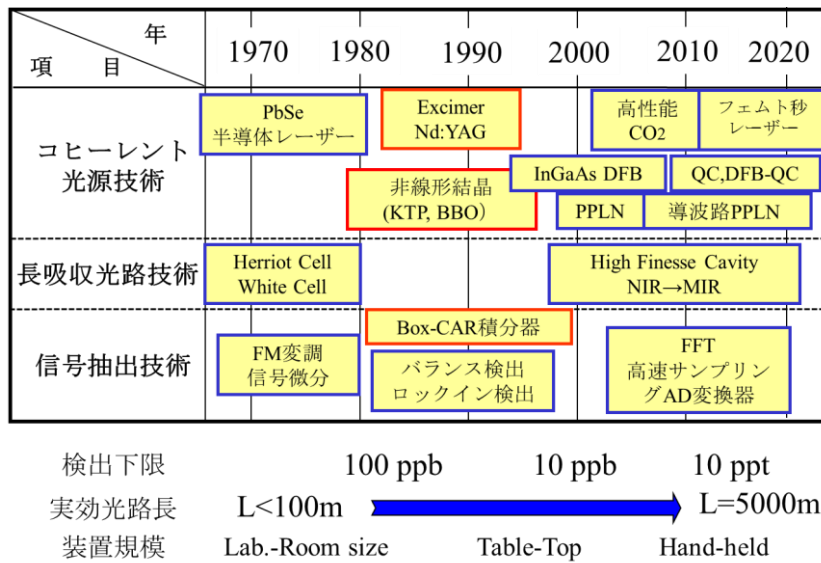 年
項 目
1970 1980 1990 2000 2010 2020
コヒーレント
光源技術
PbSe
半導体レーザー
Excimer
Nd:YAG
高性能
CO2
フェムト秒
レーザー
非線形結晶
(KTP, BBO）
InGaAs DFB
QC,DFB-QC
PPLN
導波路PPLN
長吸収光路技術
Herriot Cell
White Cell
High Finesse Cavity
NIR→MIR
信号抽出技術
FM変調
信号微分
Box-CAR積分器
バランス検出
ロックイン検出
FFT
高速サンプリン
グAD変換器
検出下限 100 ppb 10 ppb 10 ppt
実効光路長 L<100m L=5000m
装置規模 Lab.-Room size Table-Top Hand-held